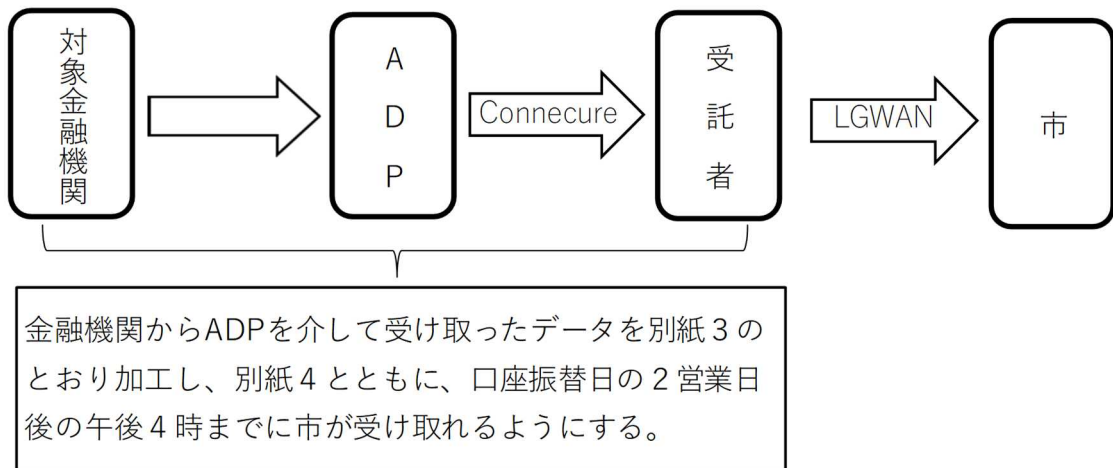 対象金融機関
ADP
Connecure
受託者
LGWAN
市
金融機関からADPを介して受け取ったデータを別紙３の
とおり加工し、別紙４とともに、口座振替日の２営業日
後の午後４時までに市が受け取れるようにする。